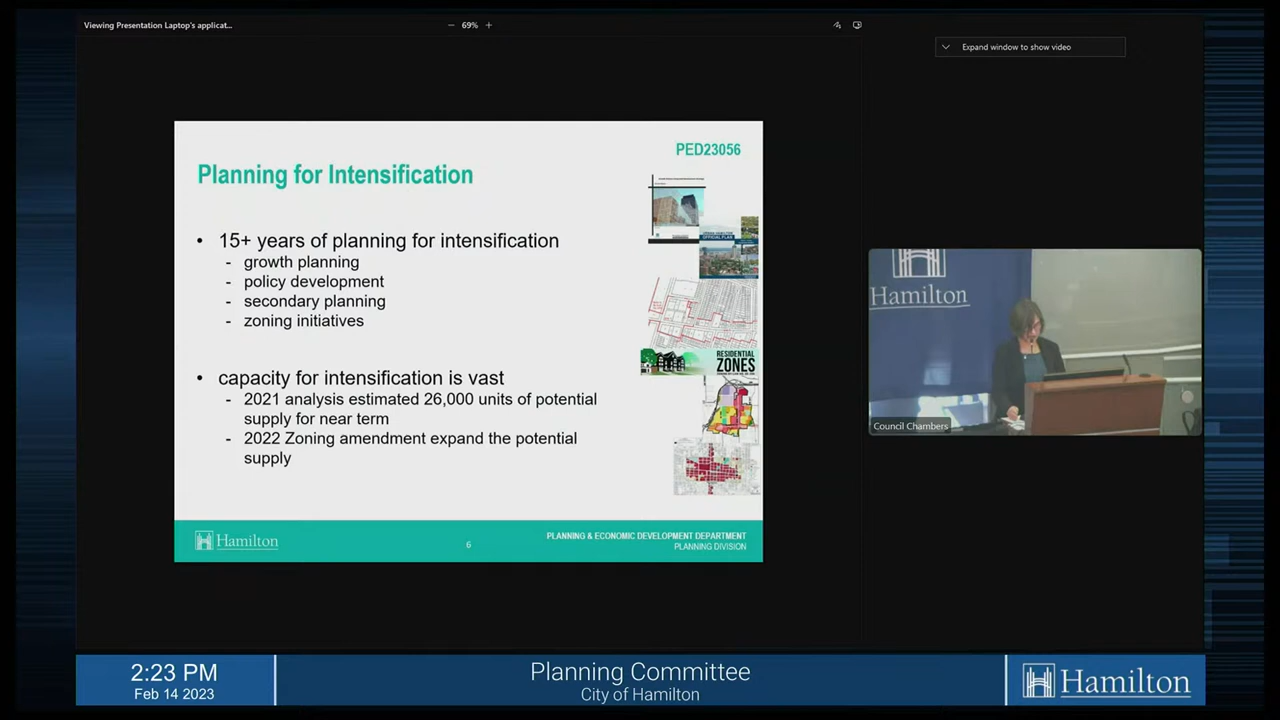 Viewing Presentation Laptop's applicat...
69%
Expand window to show video
PED23056
Planning for Intensification
• 15+ years of planning for intensification
- growth planning
- policy development
- secondary planning
- zoning initiatives
• capacity for intensification is vast
- 2021 analysis estimated 26,000 units of potential
supply for near term
- 2022 Zoning amendment expand the potential
supply
RESIDENTIAL
ZONES
Hamilton
6
PLANNING & ECONOMIC DEVELOPMENT DEPARTMENT
PLANNING DIVISION
Hamilton
Council Chambers
2:23 PM
Feb 14 2023
Planning Committee
City of Hamilton
Hamilton